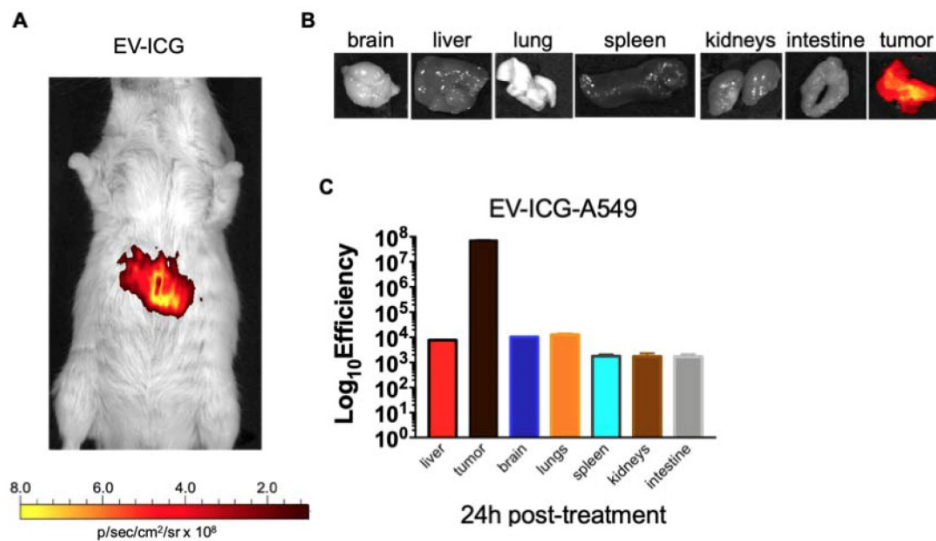 A
EV-ICG
8.0 6.0 4.0 2.0
p/sec/cm²/sr x 10⁸
B
brain liver lung spleen kidneys intestine tumor
C
EV-ICG-A549
Log₁₀Efficiency
10⁸
10⁷
10⁶
10⁵
10⁴
10³
10²
10¹
10⁰
liver tumor brain lungs spleen kidneys intestine
24h post-treatment